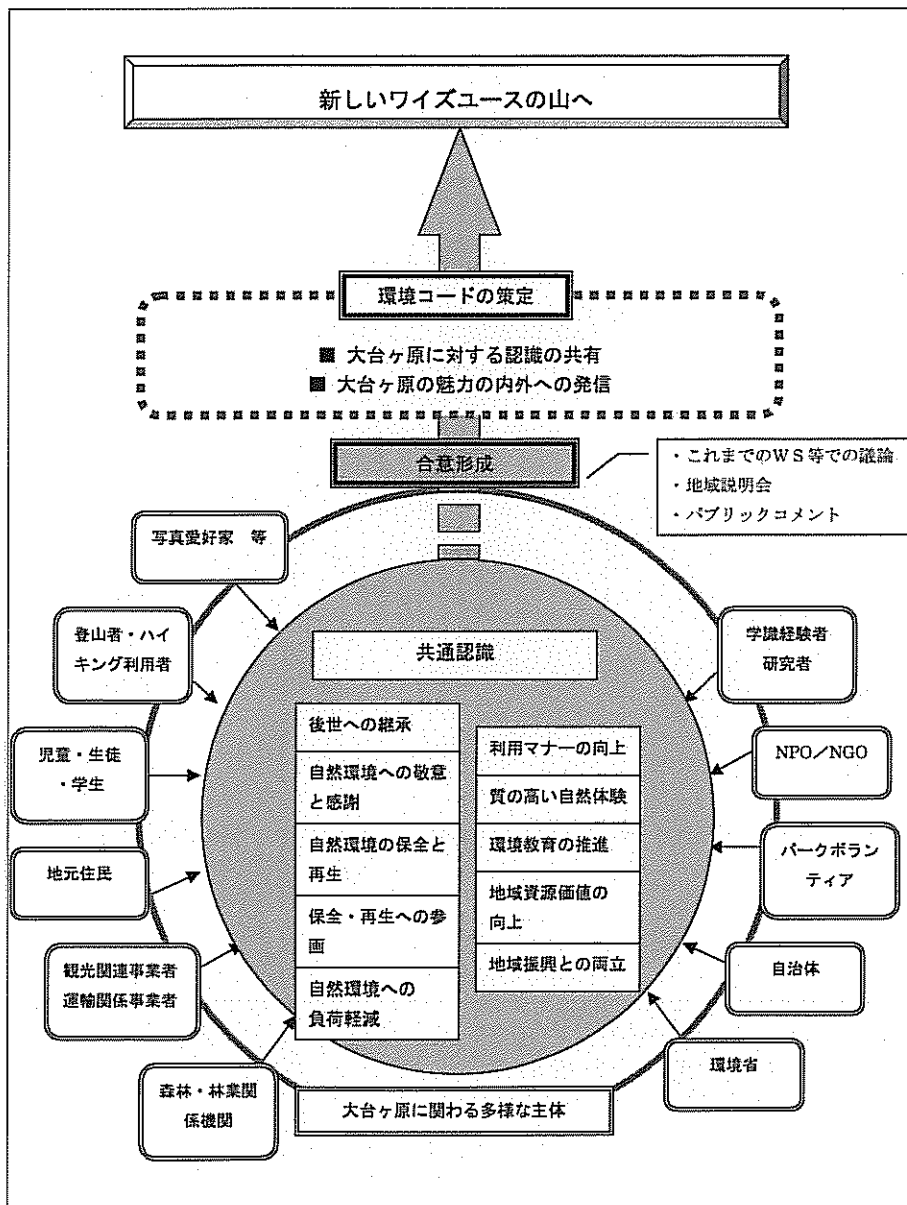 新しいワイズユースの山へ
環境コードの策定
■ 大台ヶ原に対する認識の共有
■ 大台ヶ原の魅力の内外への発信
合意形成
・これまでのＷＳ等での議論
・地域説明会
・パブリックコメント
写真愛好家　等
登山者・ハイ
キング利用者
児童・生徒
・学生
地元住民
観光関連事業者
運輸関係事業者
森林・林業関
係機関
共通認識
後世への継承
自然環境への敬意
と感謝
自然環境の保全と
再生
保全・再生への参
画
自然環境への
負荷軽減
利用マナーの向上
質の高い自然体験
環境教育の推進
地域資源価値の
向上
地域振興との両立
学識経験者
研究者
NPO／NGO
パークボラン
ティア
自治体
環境省
大台ヶ原に関わる多様な主体